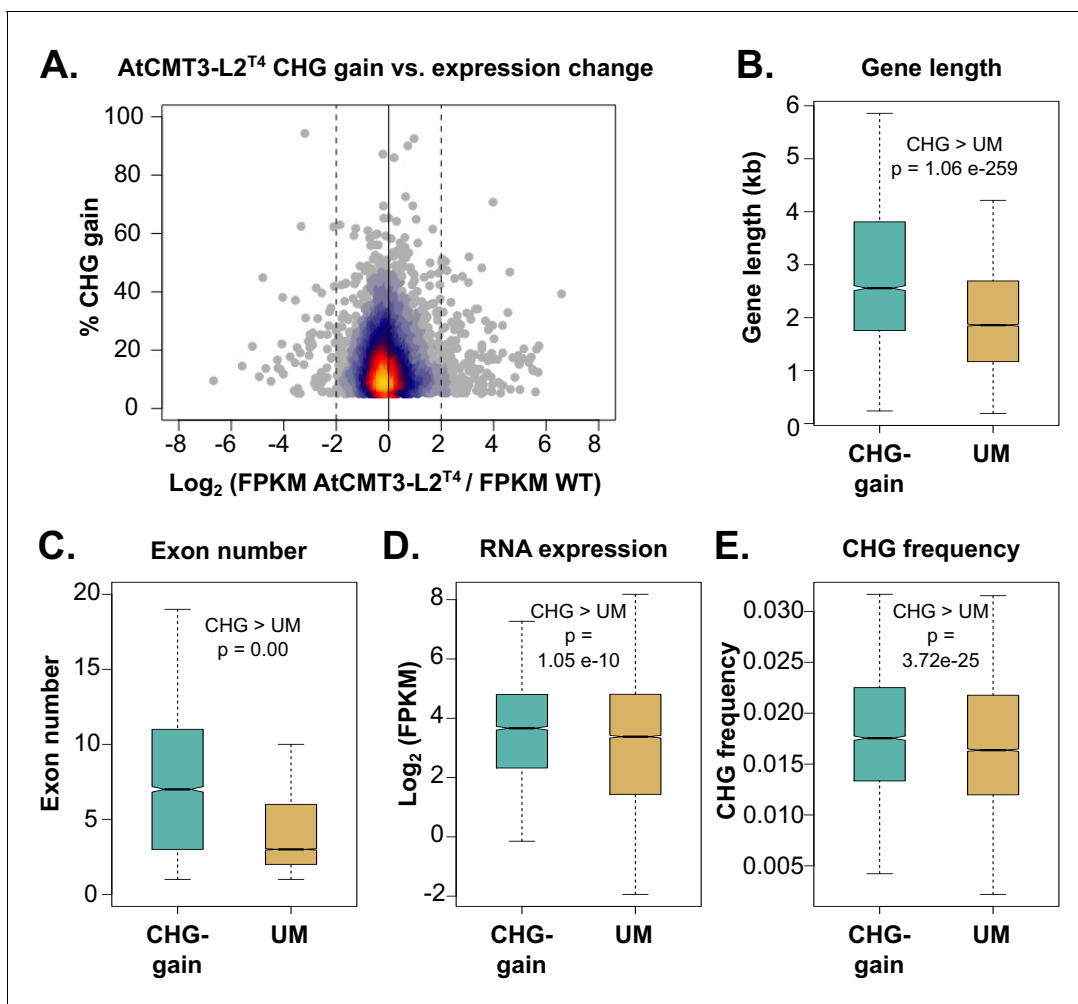 A. AtCMT3-L2T4 CHG gain vs. expression change
100
80
60
40
20
0
% CHG gain
-8 -6 -4 -2 0 2 4 6 8
Log2 (FPKM AtCMT3-L2T4 / FPKM WT)
B. Gene length
6
5
4
3
2
1
0
Gene length (kb)
CHG > UM
p = 1.06 e-259
CHG-
gain
UM
C. Exon number
20
15
10
5
0
Exon number
CHG > UM
p = 0.00
CHG-
gain
UM
D. RNA expression
8
6
4
2
0
-2
Log2 (FPKM)
CHG > UM
p =
1.05 e-10
CHG-
gain
UM
E. CHG frequency
0.030
0.025
0.020
0.015
0.010
0.005
CHG frequency
CHG > UM
p =
3.72e-25
CHG-
gain
UM